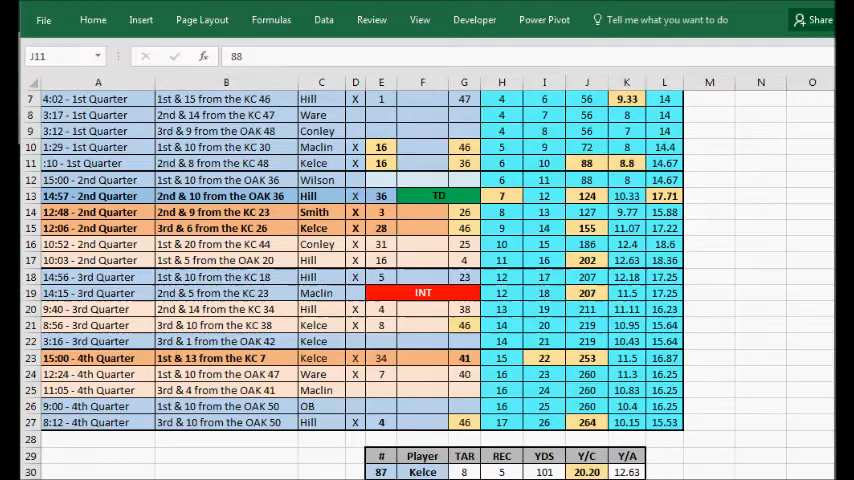 File Home Insert Page Layout Formulas Data Review View Developer Power Pivot Tell me what you want to do Share
J11 fx 88
A B C D E F G H I J K L M N O
7 4:02 - 1st Quarter 1st & 15 from the KC 46 Hill X 1 47 4 6 56 9.33 14
8 3:17 - 1st Quarter 2nd & 14 from the KC 47 Ware 4 7 56 8 14
9 3:12 - 1st Quarter 3rd & 9 from the OAK 48 Conley 4 8 56 7 14
10 1:29 - 1st Quarter 1st & 10 from the KC 30 Maclin X 16 46 5 9 72 8 14.4
11 :10 - 1st Quarter 2nd & 8 from the KC 48 Kelce X 16 36 6 10 88 8.8 14.67
12 15:00 - 2nd Quarter 1st & 10 from the OAK 36 Wilson 6 11 88 8 14.67
13 14:57 - 2nd Quarter 2nd & 10 from the OAK 36 Hill X 36 TD 7 12 124 10.33 17.71
14 12:48 - 2nd Quarter 2nd & 9 from the KC 23 Smith X 3 26 8 13 127 9.77 15.88
15 12:06 - 2nd Quarter 3rd & 6 from the KC 26 Kelce X 28 46 9 14 155 11.07 17.22
16 10:52 - 2nd Quarter 1st & 20 from the KC 44 Conley X 31 25 10 15 186 12.4 18.6
17 10:03 - 2nd Quarter 1st & 5 from the OAK 20 Hill X 16 4 11 16 202 12.63 18.36
18 14:56 - 3rd Quarter 1st & 10 from the KC 18 Hill X 5 23 12 17 207 12.18 17.25
19 14:15 - 3rd Quarter 2nd & 5 from the KC 23 Maclin INT 12 18 207 11.5 17.25
20 9:40 - 3rd Quarter 2nd & 14 from the KC 34 Hill X 4 38 13 19 211 11.11 16.23
21 8:56 - 3rd Quarter 3rd & 10 from the KC 38 Kelce X 8 46 14 20 219 10.95 15.64
22 3:16 - 3rd Quarter 3rd & 1 from the OAK 42 Kelce 14 21 219 10.43 15.64
23 15:00 - 4th Quarter 1st & 13 from the KC 7 Kelce X 34 41 15 22 253 11.5 16.87
24 12:24 - 4th Quarter 1st & 10 from the OAK 47 Ware X 7 40 16 23 260 11.3 16.25
25 11:05 - 4th Quarter 3rd & 4 from the OAK 41 Maclin 16 24 260 10.83 16.25
26 9:00 - 4th Quarter 1st & 10 from the OAK 50 OB 16 25 260 10.4 16.25
27 8:12 - 4th Quarter 3rd & 10 from the OAK 50 Hill X 4 46 17 26 264 10.15 15.53
28
29 # Player TAR REC YDS Y/C Y/A
30 87 Kelce 8 5 101 20.20 12.63